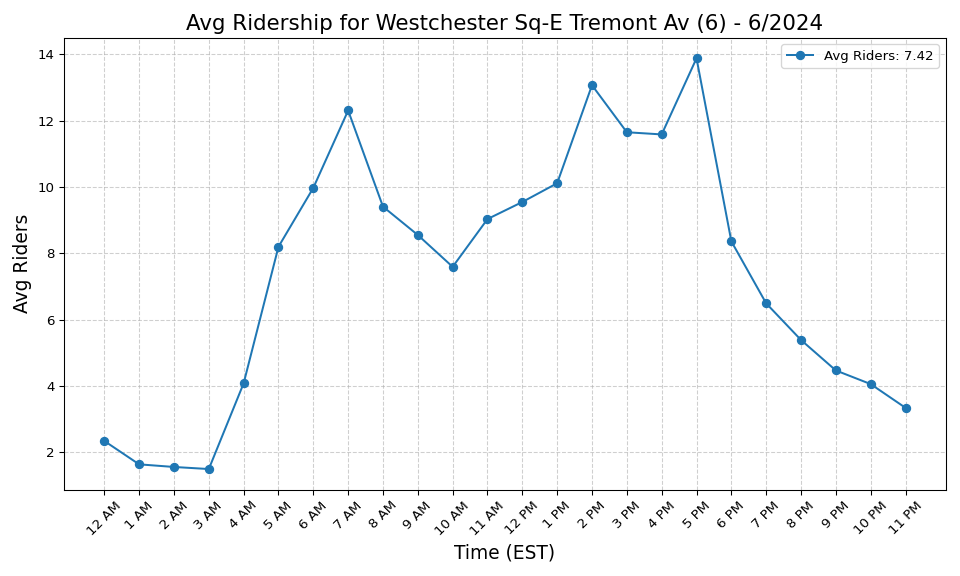 Avg Ridership for Westchester Sq-E Tremont Av (6) - 6/2024
Avg Riders: 7.42
Avg Riders
14
12
10
8
6
4
2
12 AM 1 AM 2 AM 3 AM 4 AM 5 AM 6 AM 7 AM 8 AM 9 AM 10 AM 11 AM 12 PM 1 PM 2 PM 3 PM 4 PM 5 PM 6 PM 7 PM 8 PM 9 PM 10 PM 11 PM
Time (EST)